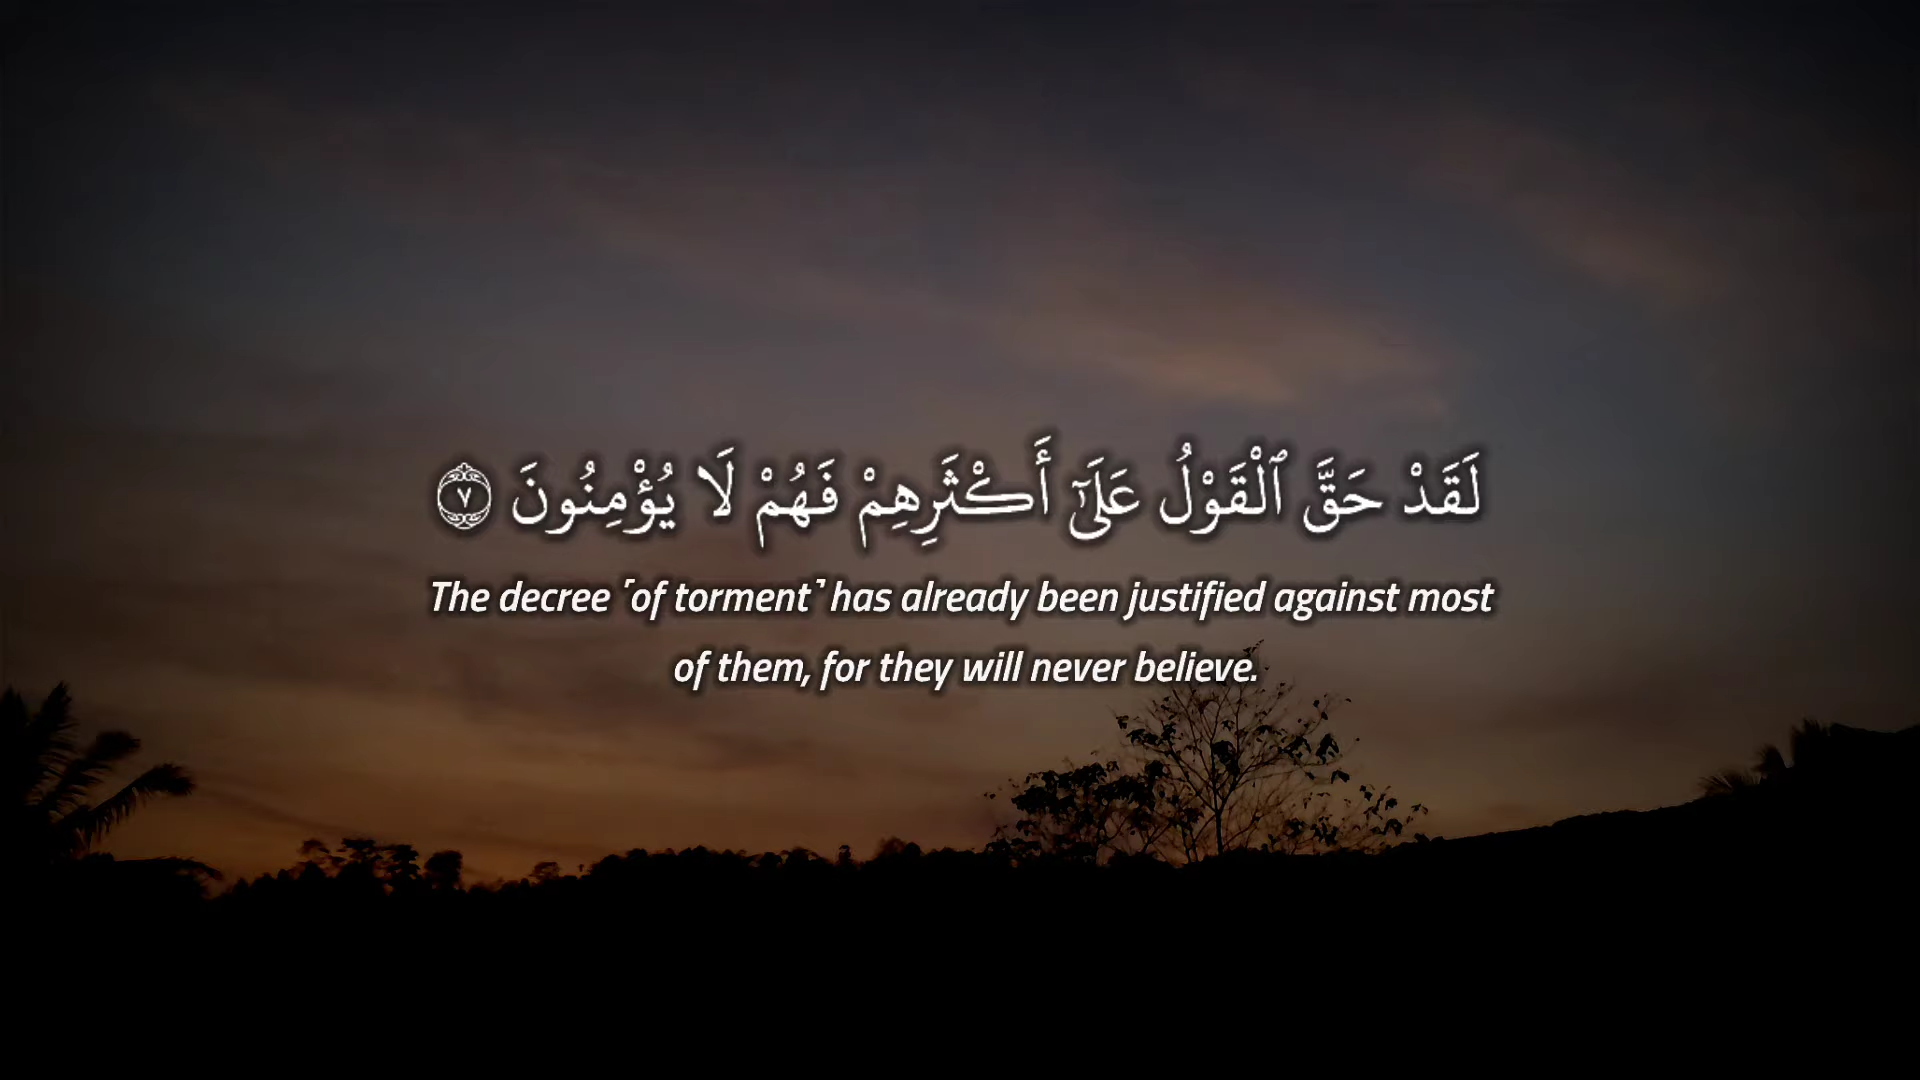 لَقَدْ حَقَّ ٱلْقَوْلُ عَلَىٰٓ أَكْثَرِهِمْ فَهُمْ لَا يُؤْمِنُونَ ٧
The decree ˹of torment˺ has already been justified against most
of them, for they will never believe.